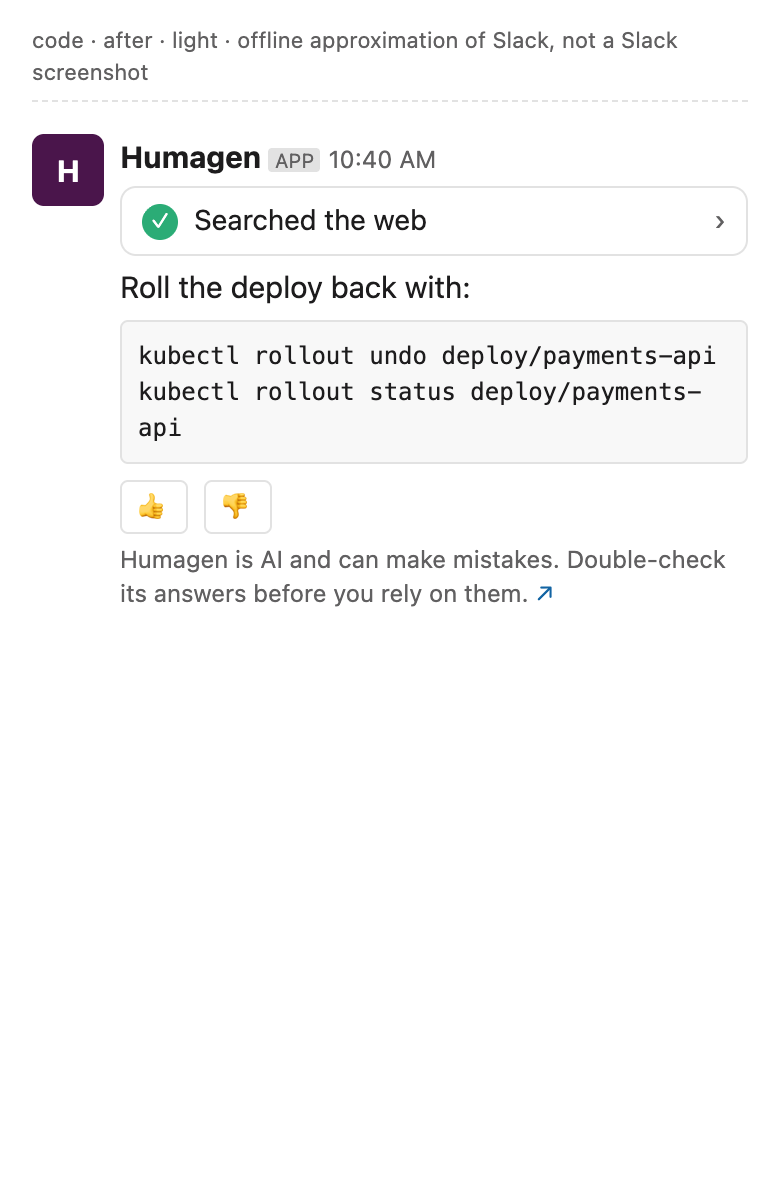 code · after · light · offline approximation of Slack, not a Slack
screenshot
H
Humagen APP 10:40 AM
Searched the web
Roll the deploy back with:
kubectl rollout undo deploy/payments-api
kubectl rollout status deploy/payments-
api
Humagen is AI and can make mistakes. Double-check
its answers before you rely on them.